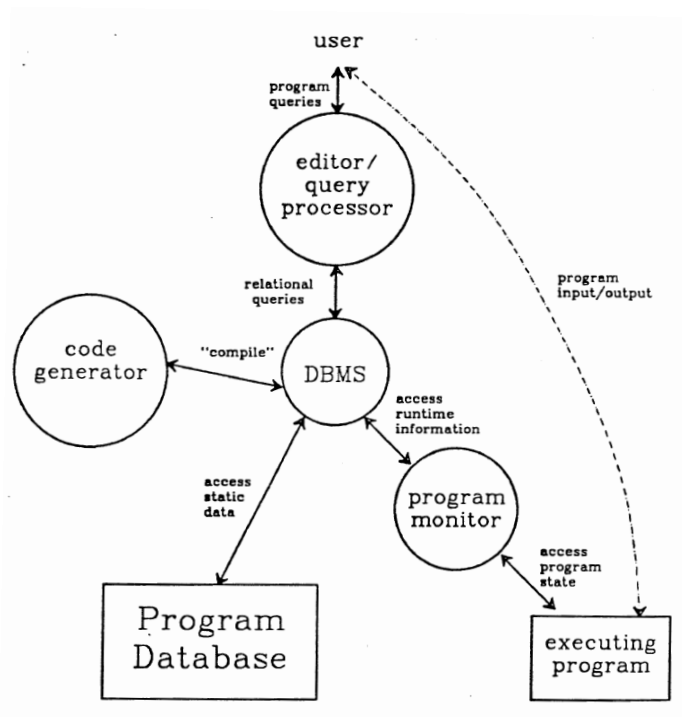 user
program
queries
editor/
query
processor
relational
queries
program
input/output
code
generator
"compile"
DBMS
access
runtime
information
access
static
data
program
monitor
access
program
state
Program
Database
executing
program